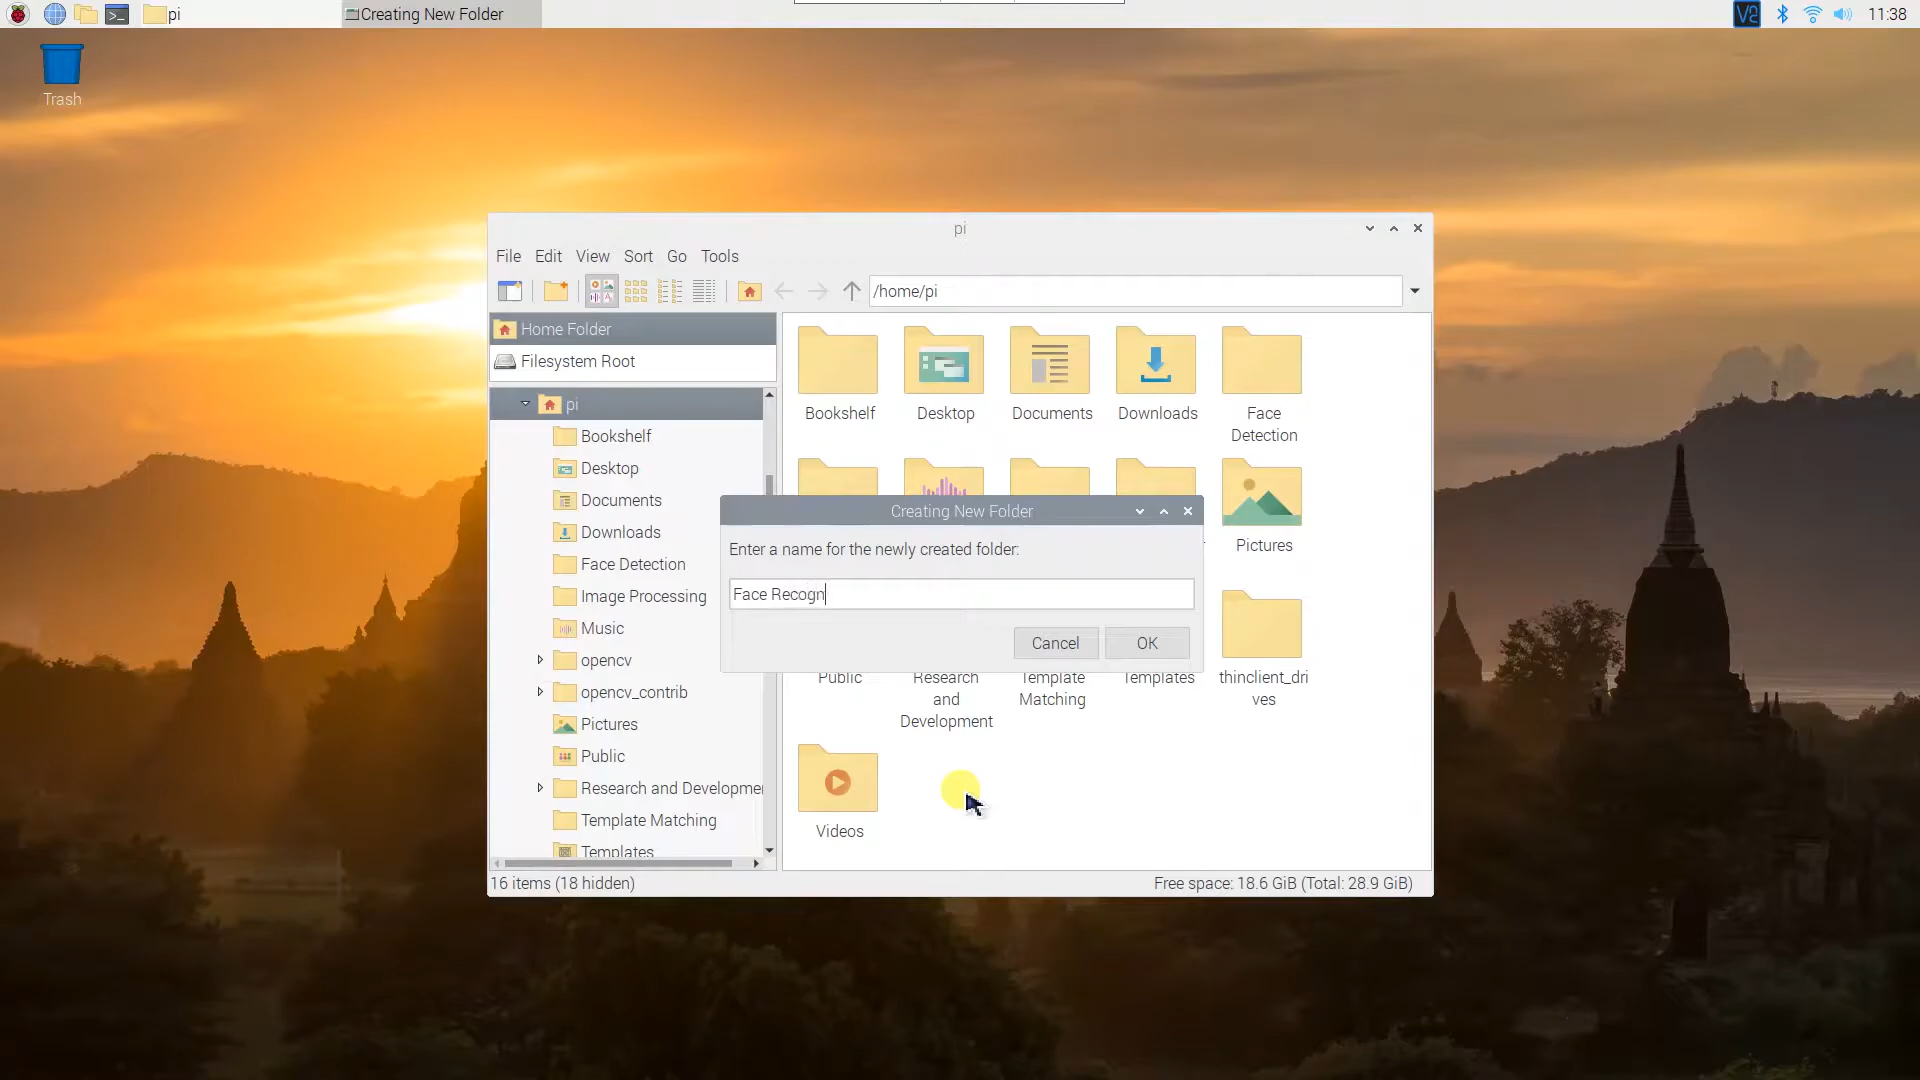 pi
Creating New Folder
11:38
Trash
pi
File Edit View Sort Go Tools
/home/pi
Home Folder
Filesystem Root
pi
Bookshelf
Desktop
Documents
Downloads
Face Detection
Image Processing
Music
opencv
opencv_contrib
Pictures
Public
Research and Developme
Template Matching
Templates
Bookshelf
Desktop
Documents
Downloads
Face
Detection
Pictures
Creating New Folder
Enter a name for the newly created folder:
Face Recogn
Cancel
OK
Public
Research
and
Development
Template
Matching
Templates
thinclient_dri
ves
Videos
16 items (18 hidden)
Free space: 18.6 GiB (Total: 28.9 GiB)